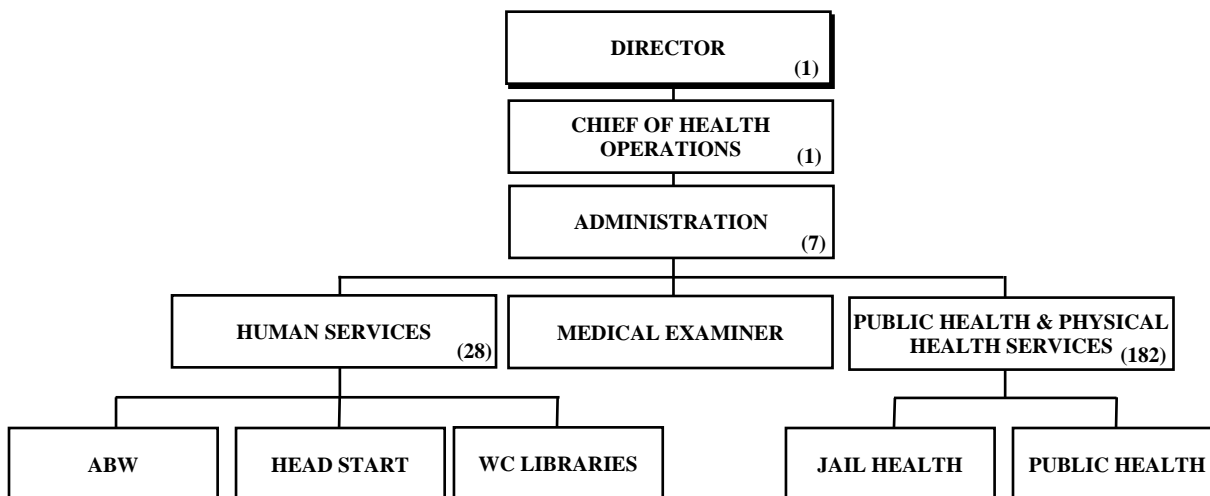 DIRECTOR
(1)
CHIEF OF HEALTH
OPERATIONS
(1)
ADMINISTRATION
(7)
HUMAN SERVICES
(28)
MEDICAL EXAMINER
PUBLIC HEALTH & PHYSICAL
HEALTH SERVICES
(182)
ABW
HEAD START
WC LIBRARIES
JAIL HEALTH
PUBLIC HEALTH